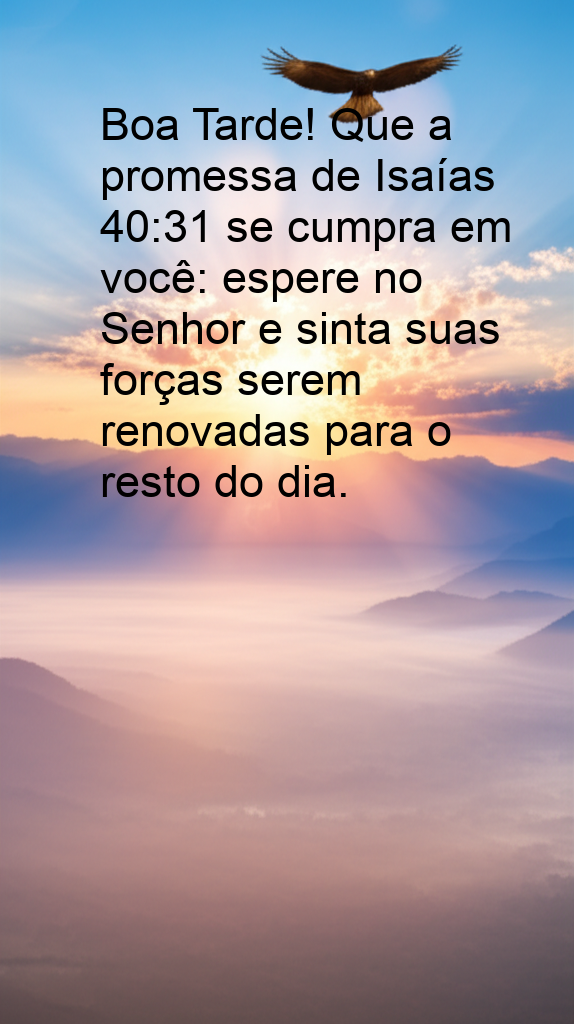 Boa Tarde! Que a
promessa de Isaías
40:31 se cumpra em
você: espere no
Senhor e sinta suas
forças serem
renovadas para o
resto do dia.